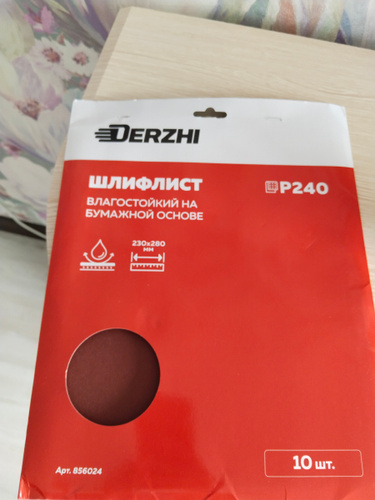 DERZHI
ШЛИФЛИСТ
P240
ВЛАГОСТОЙКИЙ НА
БУМАЖНОЙ ОСНОВЕ
230x280
мм
Арт. 856024
10 шт.